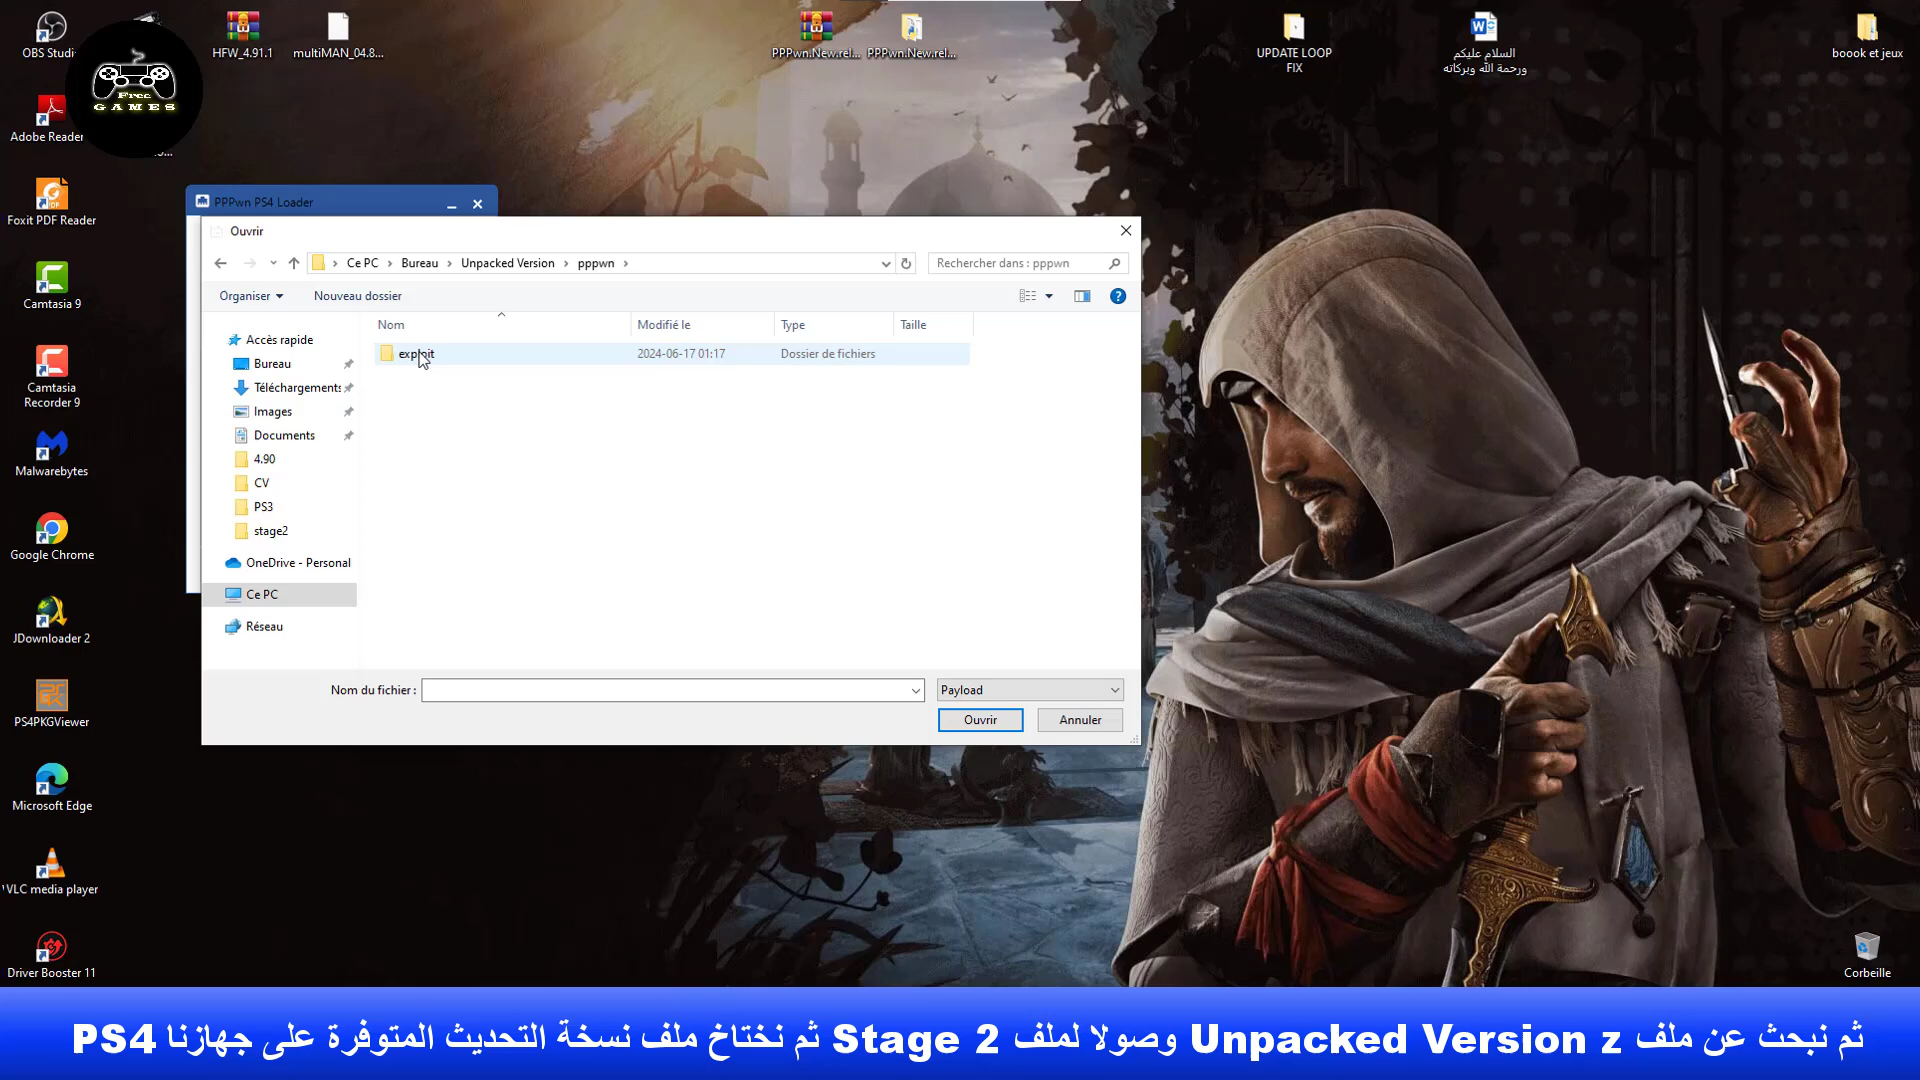 OBS Studi
HFW_4.91.1
multiMAN_04.8...
PPPwn.New.rel...
PPPwn.New.rel...
UPDATE LOOP
FIX
السلام عليكم
ورحمة الله وبركاته
boook et jeux
Free
GAMES
Adobe Reader
Foxit PDF Reader
Camtasia 9
Camtasia
Recorder 9
Malwarebytes
Google Chrome
JDownloader 2
PS4PKGViewer
Microsoft Edge
VLC media player
Driver Booster 11
Corbeille
PPPwn PS4 Loader
Ouvrir
Ce PC > Bureau > Unpacked Version > pppwn >
Rechercher dans : pppwn
Organiser
Nouveau dossier
Nom
Modifié le
Type
Taille
exploit
2024-06-17 01:17
Dossier de fichiers
Accès rapide
Bureau
Téléchargements
Images
Documents
4.90
CV
PS3
stage2
OneDrive - Personal
Ce PC
Réseau
Nom du fichier :
Payload
Ouvrir
Annuler
ثم نبحث عن ملف Unpacked Version z وصولا لملف Stage 2 ثم نختاخ ملف نسخة التحديث المتوفرة على جهازنا PS4